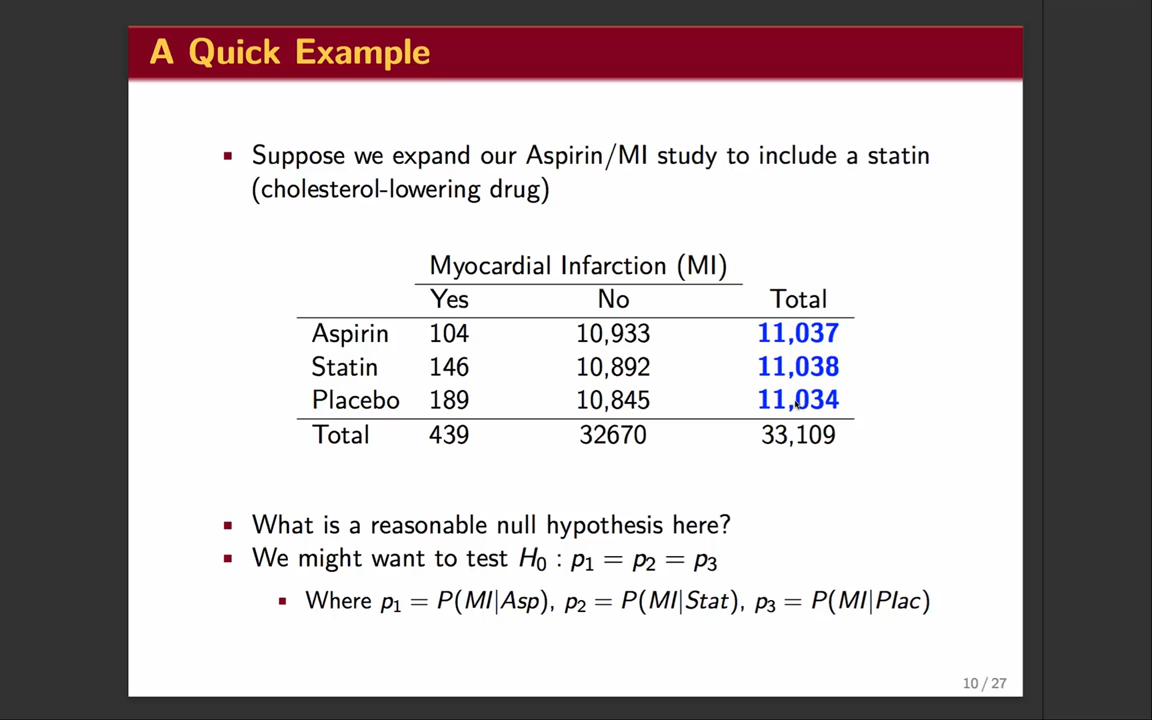 A Quick Example
Suppose we expand our Aspirin/MI study to include a statin
(cholesterol-lowering drug)
Myocardial Infarction (MI)
Yes No Total
Aspirin 104 10,933 11,037
Statin 146 10,892 11,038
Placebo 189 10,845 11,034
Total 439 32670 33,109
What is a reasonable null hypothesis here?
We might want to test H₀ : p₁ = p₂ = p₃
Where p₁ = P(MI|Asp), p₂ = P(MI|Stat), p₃ = P(MI|Plac)
10 / 27